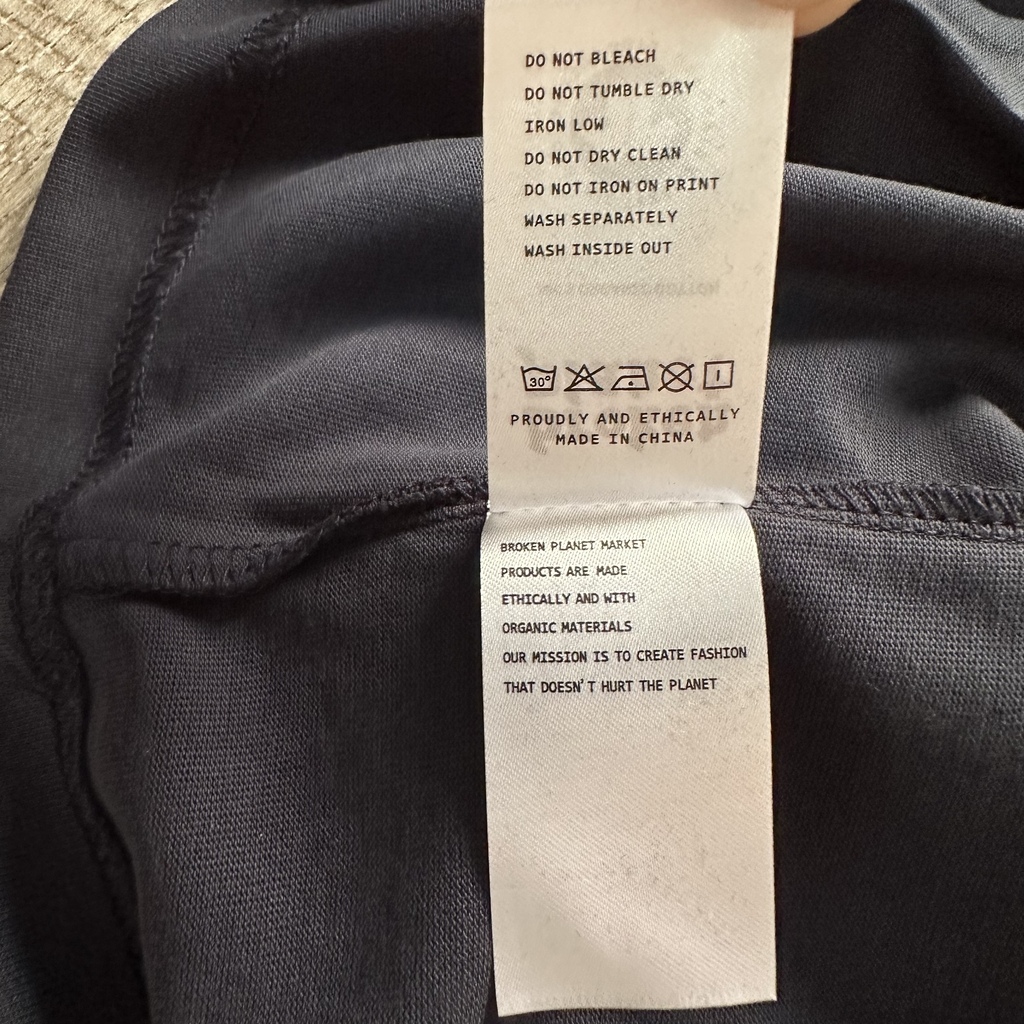 DO NOT BLEACH
DO NOT TUMBLE DRY
IRON LOW
DO NOT DRY CLEAN
DO NOT IRON ON PRINT
WASH SEPARATELY
WASH INSIDE OUT
30°
PROUDLY AND ETHICALLY
MADE IN CHINA
BROKEN PLANET MARKET
PRODUCTS ARE MADE
ETHICALLY AND WITH
ORGANIC MATERIALS
OUR MISSION IS TO CREATE FASHION
THAT DOESN'T HURT THE PLANET